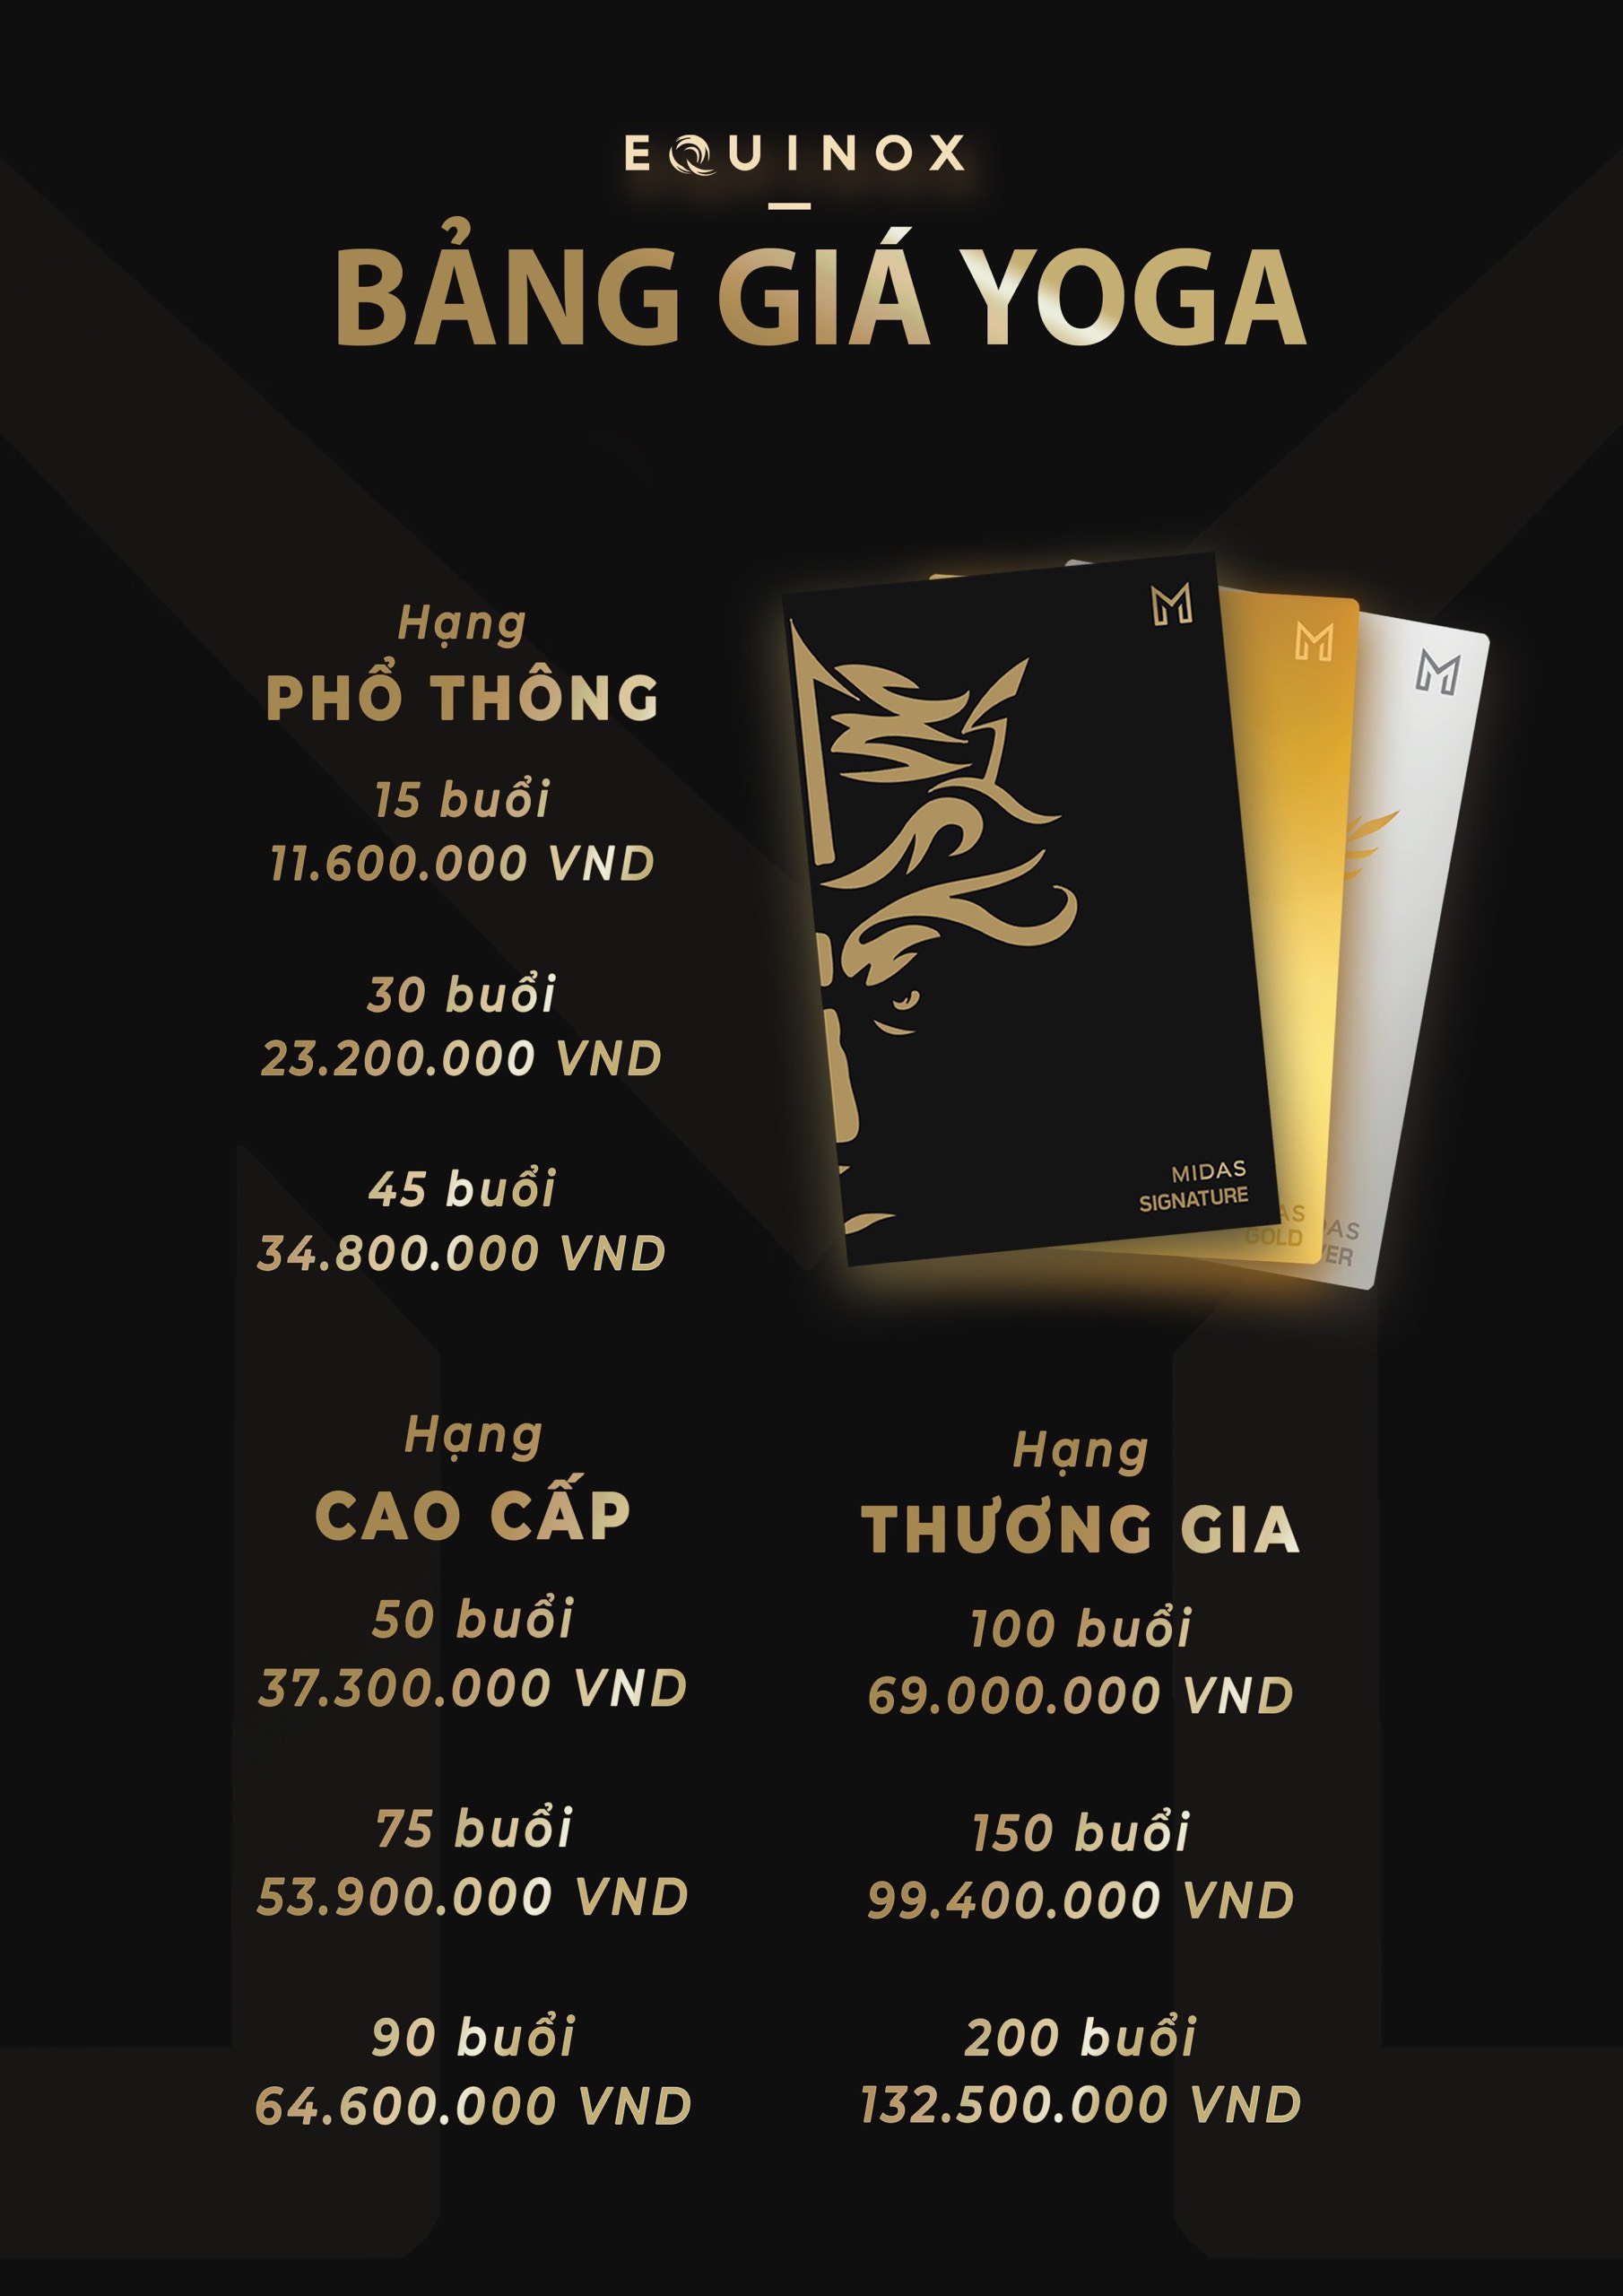 EQUINOX
BẢNG GIÁ YOGA
Hạng
PHỔ THÔNG
15 buổi
11.600.000 VND
30 buổi
23.200.000 VND
45 buổi
34.800.000 VND
M
M
M
MIDAS
SIGNATURE
GOLD
Hạng
CAO CẤP
50 buổi
37.300.000 VND
75 buổi
53.900.000 VND
90 buổi
64.600.000 VND
Hạng
THƯƠNG GIA
100 buổi
69.000.000 VND
150 buổi
99.400.000 VND
200 buổi
132.500.000 VND